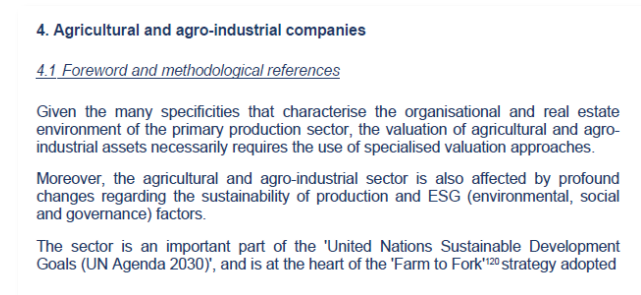 4. Agricultural and agro-industrial companies
4.1 Foreword and methodological references
Given the many specificities that characterise the organisational and real estate
environment of the primary production sector, the valuation of agricultural and agro-
industrial assets necessarily requires the use of specialised valuation approaches.
Moreover, the agricultural and agro-industrial sector is also affected by profound
changes regarding the sustainability of production and ESG (environmental, social
and governance) factors.
The sector is an important part of the 'United Nations Sustainable Development
Goals (UN Agenda 2030)', and is at the heart of the 'Farm to Fork'¹²⁰ strategy adopted